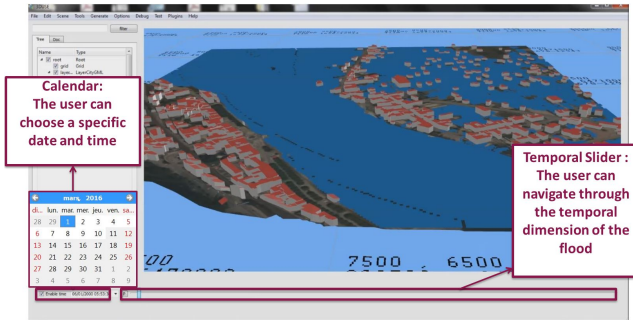 File Edit Scene Tools Generate Options Debug Test Plugins Help
Filter
Tree
Name Type
root Root
grid Grid
layer... LayerCityGML
Calendar:
The user can
choose a specific
date and time
mars, 2016
di... lun. mar. mer. jeu. ven. sa...
28 29 1 2 3 4 5
6 7 8 9 10 11 12
13 14 15 16 17 18 19
20 21 22 23 24 25 26
27 28 29 30 31 1 2
3 4 5 6 7 8 9
Temporal Slider :
The user can
navigate through
the temporal
dimension of the
flood
7500 6500
Enable time